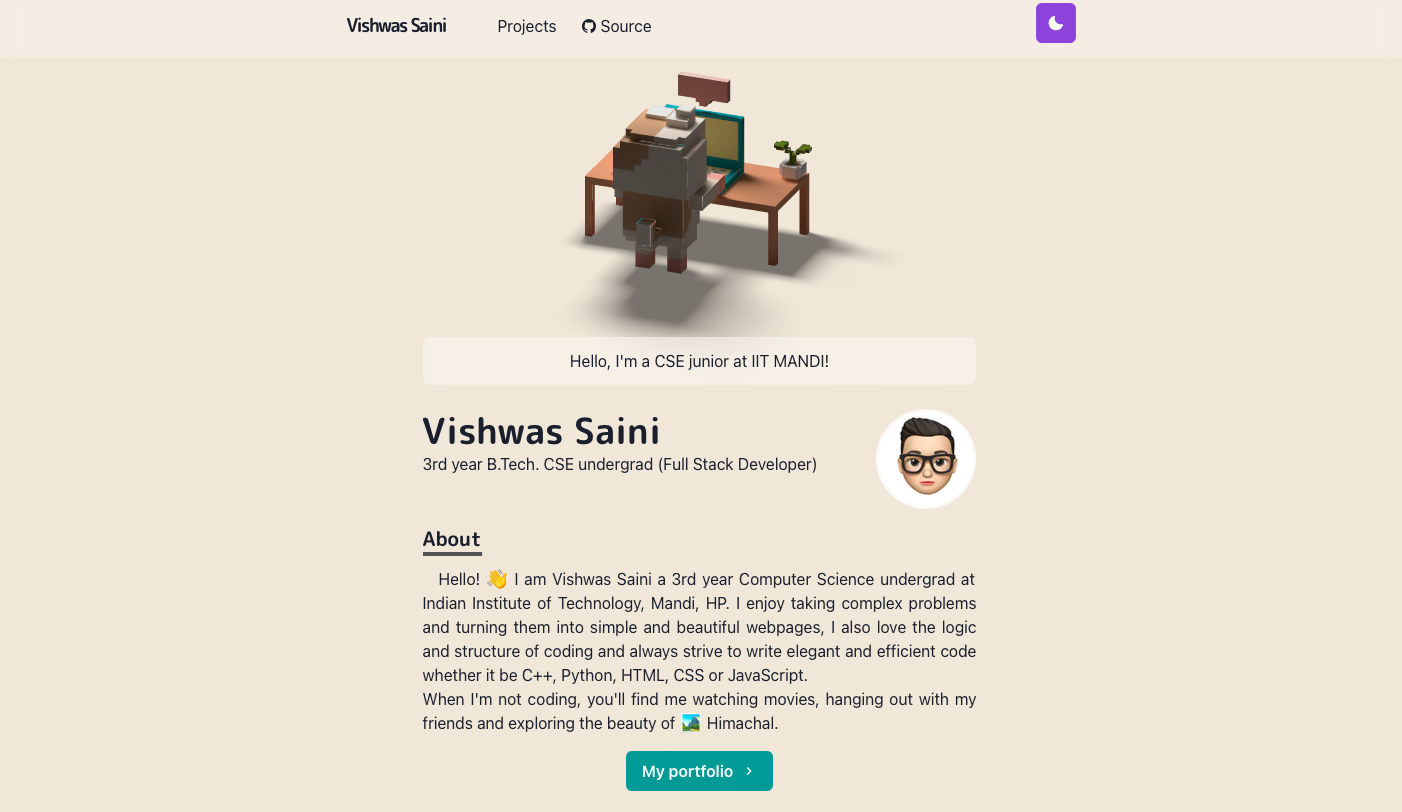 Vishwas Saini
Projects
Source
Hello, I'm a CSE junior at IIT MANDI!
Vishwas Saini
3rd year B.Tech. CSE undergrad (Full Stack Developer)
About
Hello! 👋 I am Vishwas Saini a 3rd year Computer Science undergrad at
Indian Institute of Technology, Mandi, HP. I enjoy taking complex problems
and turning them into simple and beautiful webpages, I also love the logic
and structure of coding and always strive to write elegant and efficient code
whether it be C++, Python, HTML, CSS or JavaScript.
When I'm not coding, you'll find me watching movies, hanging out with my
friends and exploring the beauty of 🏞️ Himachal.
My portfolio